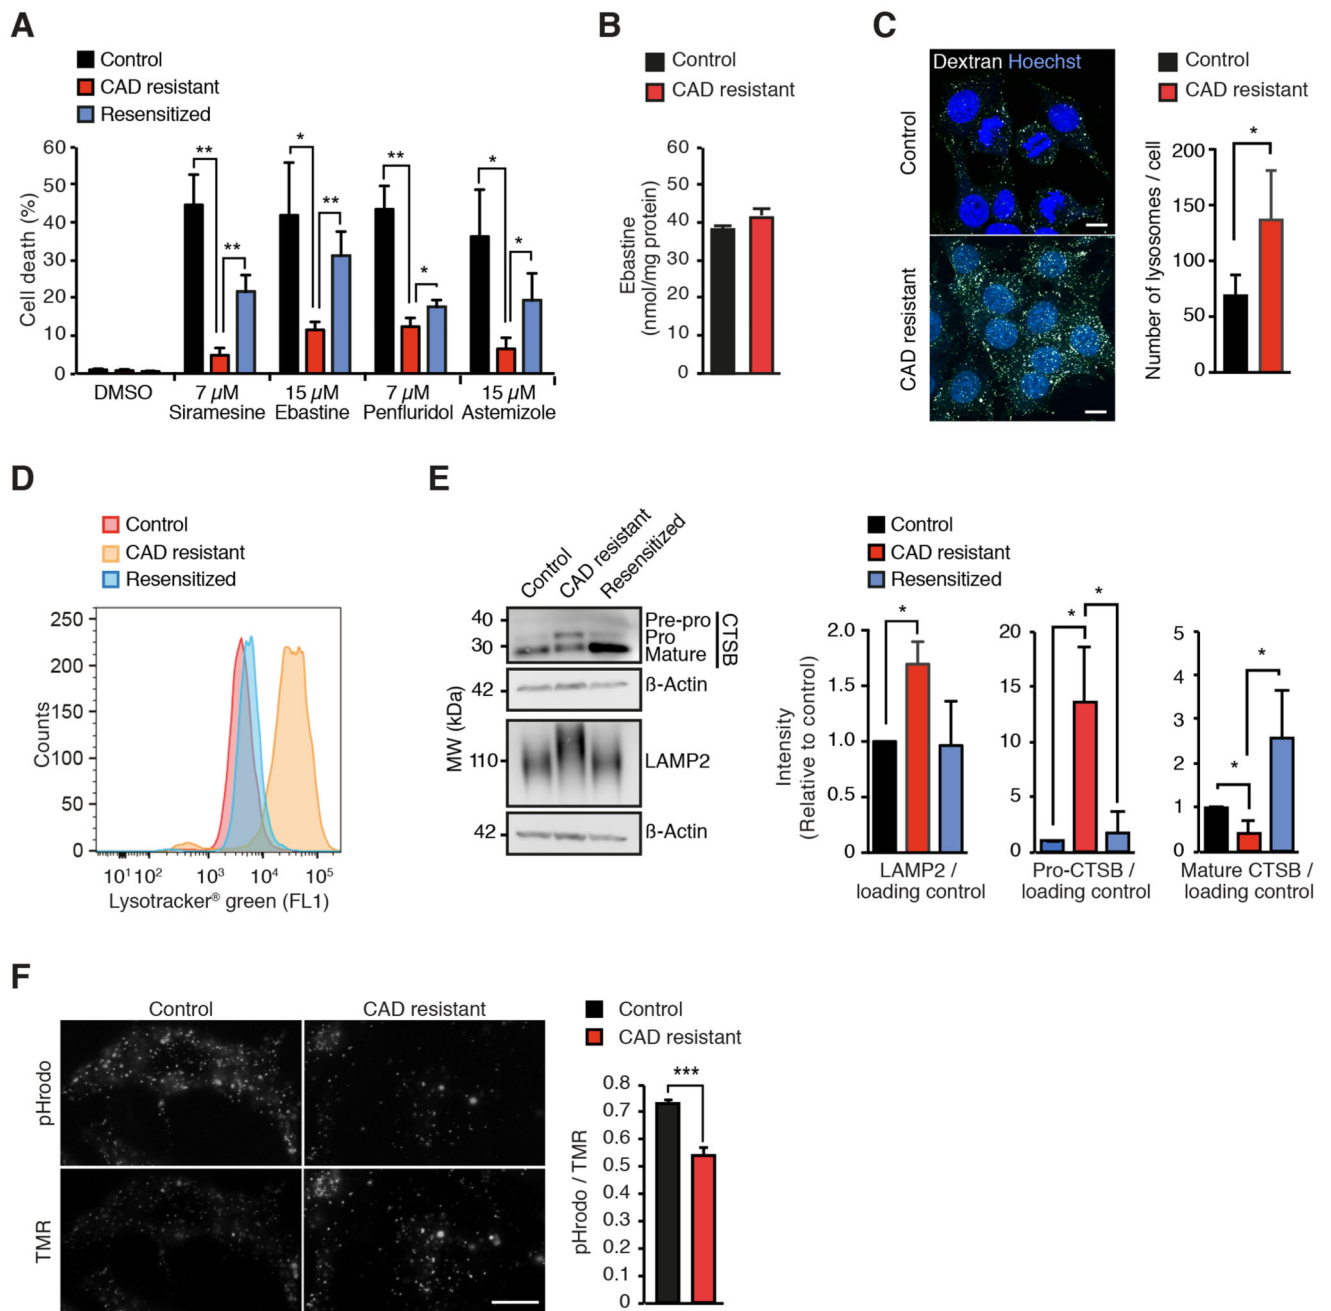 A
Control
CAD resistant
Resensitized
Cell death (%)
60
50
40
30
20
10
0
** * ** *
** ** * *
DMSO
7 µM Siramesine
15 µM Ebastine
7 µM Penfluridol
15 µM Astemizole
B
Control
CAD resistant
Ebastine
(nmol/mg protein)
60
50
40
30
20
10
0
C
Dextran Hoechst
Control
CAD resistant
Control
CAD resistant
Number of lysosomes / cell
200
150
100
50
0
*
D
Control
CAD resistant
Resensitized
Counts
250
200
150
100
50
0
10¹ 10² 10³ 10⁴ 10⁵
Lysotracker® green (FL1)
E
Control
CAD resistant
Resensitized
MW (kDa)
40
30
Pre-pro
Pro
Mature
CTSB
42
ß-Actin
110
LAMP2
42
ß-Actin
Control
CAD resistant
Resensitized
Intensity
(Relative to control)
2.0
1.5
1.0
0.5
0
*
LAMP2 /
loading control
20
15
10
5
0
* *
Pro-CTSB /
loading control
5
4
3
2
1
0
* *
Mature CTSB /
loading control
F
Control
CAD resistant
pHrodo
TMR
Control
CAD resistant
pHrodo / TMR
0.8
0.7
0.6
0.5
0.4
0.3
0.2
0.1
0
***